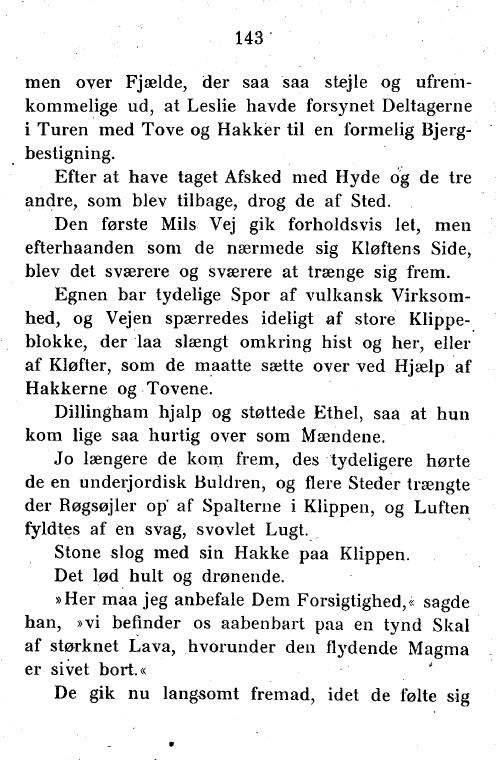 143
men over Fjælde, der saa saa stejle og ufrem-
kommelige ud, at Leslie havde forsynet Deltagerne
i Turen med Tove og Hakker til en formelig Bjerg-
bestigning.
Efter at have taget Afsked med Hyde og de tre
andre, som blev tilbage, drog de af Sted.
Den første Mils Vej gik forholdsvis let, men
efterhaanden som de nærmede sig Kløftens Side,
blev det sværere og sværere at trænge sig frem.
Egnen bar tydelige Spor af vulkansk Virksom-
hed, og Vejen spærredes ideligt af store Klippe-
blokke, der laa slængt omkring hist og her, eller
af Kløfter, som de maatte sætte over ved Hjælp af
Hakkerne og Tovene.
Dillingham hjalp og støttede Ethel, saa at hun
kom lige saa hurtig over som Mændene.
Jo længere de kom frem, des tydeligere hørte
de en underjordisk Buldren, og flere Steder trængte
der Røgsøjler op af Spalterne i Klippen, og Luften
fyldtes af en svag, svovlet Lugt.
Stone slog med sin Hakke paa Klippen.
Det lød hult og drønende.
»Her maa jeg anbefale Dem Forsigtighed,« sagde
han, »vi befinder os aabenbart paa en tynd Skal
af størknet Lava, hvorunder den flydende Magma
er sivet bort.«
De gik nu langsomt fremad, idet de følte sig